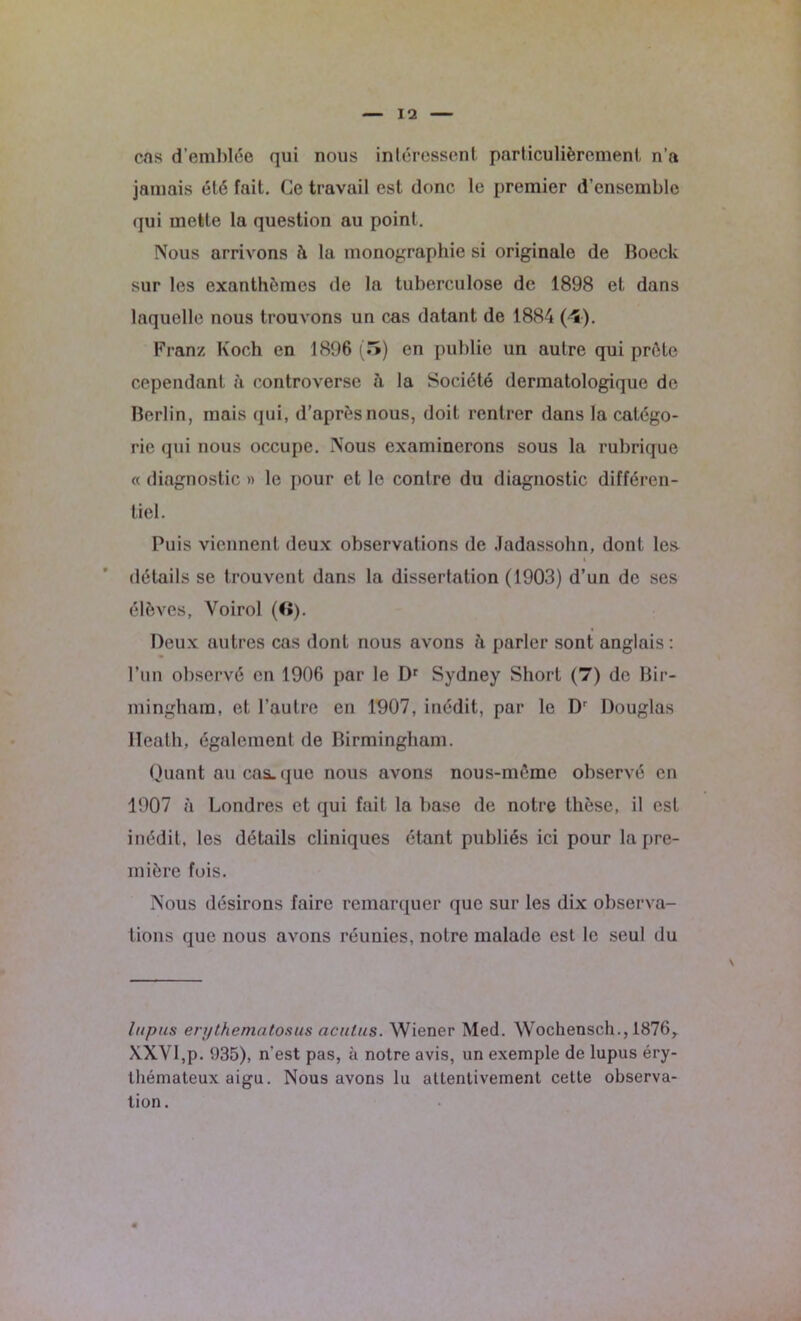 — 12 —
cas d'emblée qui nous intéressent particulièrement n'a
jamais été fait. Ce travail est donc le premier d'ensemble
qui mette la question au point.
Nous arrivons à la monographie si originale de Boeck
sur les exanthèmes de la tuberculose de 1898 et dans
laquelle nous trouvons un cas datant de 1884 (4).
Franz Koch en 1896 (5) en publie un autre qui prête
cependant à controverse à la Société dermatologique de
Berlin, mais qui, d'après nous, doit rentrer dans la catégo-
rie qui nous occupe. Nous examinerons sous la rubrique
« diagnostic » le pour et le contre du diagnostic différen-
tiel.
Puis viennent deux observations de Jadassohn, dont les
détails se trouvent dans la dissertation (1903) d'un de ses
élèves, Voirol (6).
Deux autres cas dont nous avons à parler sont anglais :
l'un observé en 1906 par le Dr Sydney Short (7) de Bir-
mingham, et l'autre en 1907, inédit, par le Dr Douglas
Heath, également de Birmingham.
Quant au cas que nous avons nous-même observé en
1907 à Londres et qui fait la base de notre thèse, il est
inédit, les détails cliniques étant publiés ici pour la pre-
mière fois.
Nous désirons faire remarquer que sur les dix observa-
tions que nous avons réunies, notre malade est le seul du
lupus erythematosus acutus. Wiener Med. Wochensch., 1876,
XXVI, p. 935), n'est pas, à notre avis, un exemple de lupus éry-
thémateux aigu. Nous avons lu attentivement cette observa-
tion.